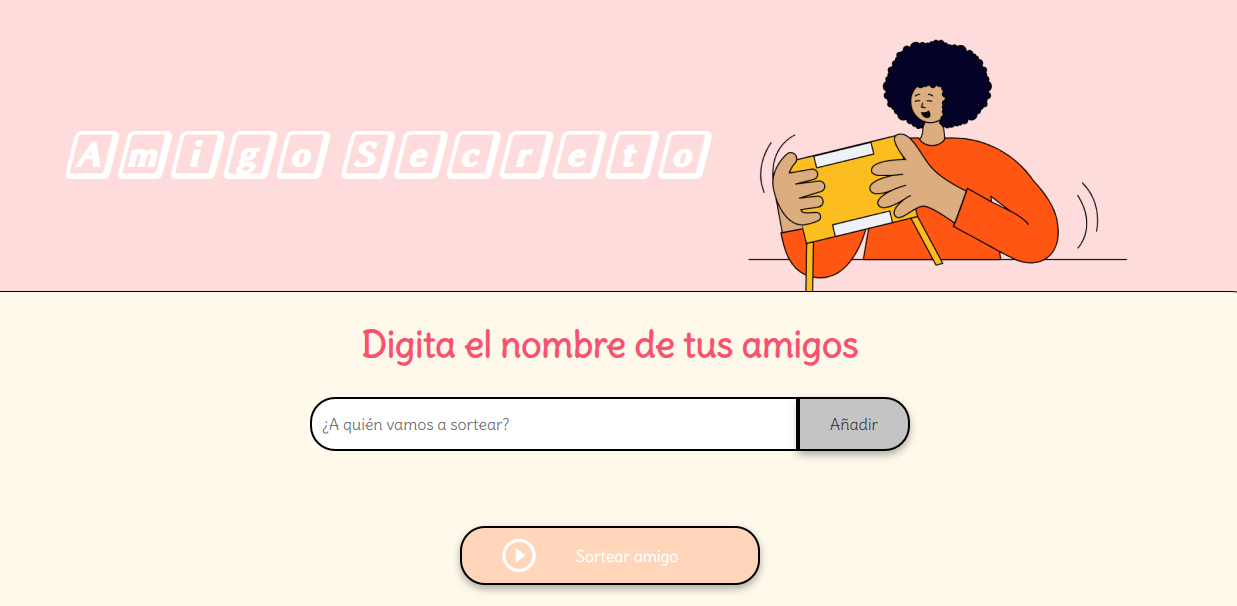 Amigo Secreto
Digita el nombre de tus amigos
¿A quién vamos a sortear?
Añadir
Sortear amigo